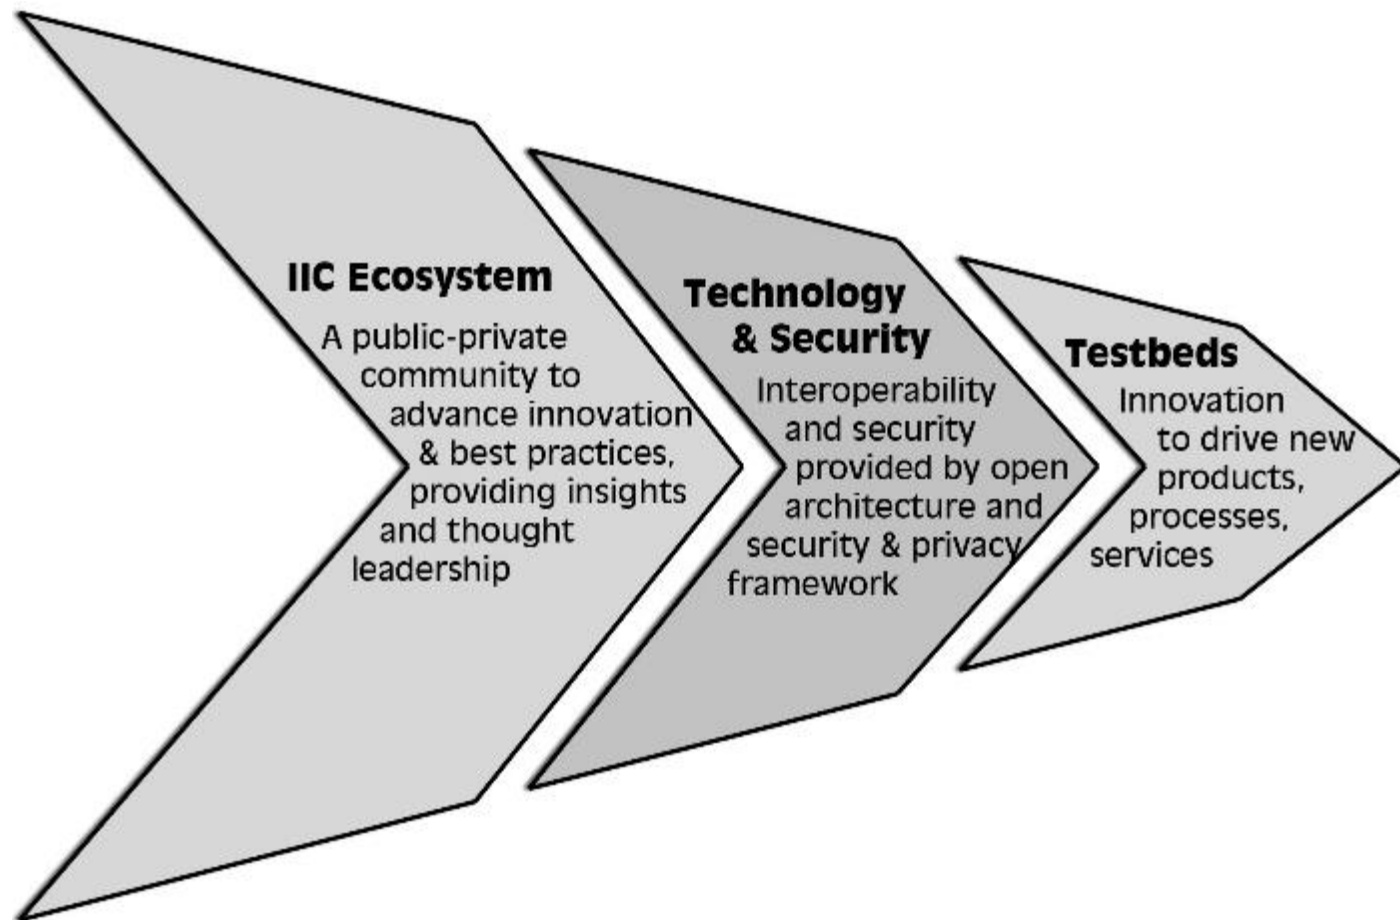 IIC Ecosystem
A public-private
community to
advance innovation
& best practices,
providing insights
and thought
leadership
Technology
& Security
Interoperability
and security
provided by open
architecture and
security & privacy
framework
Testbeds
Innovation
to drive new
products,
processes,
services